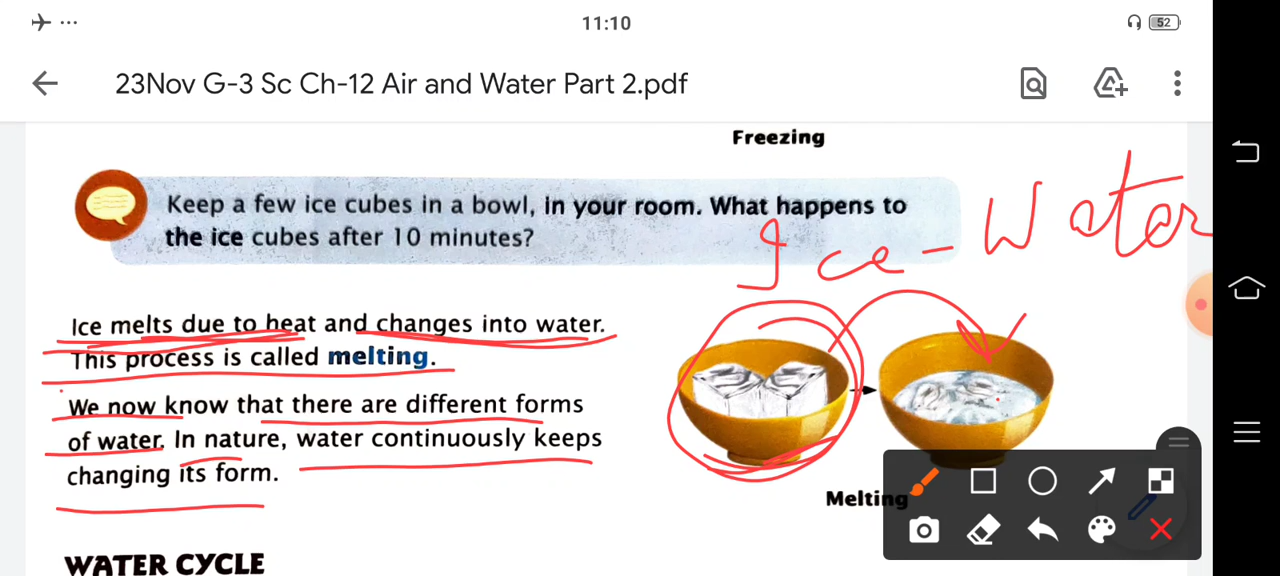 11:10
52
23Nov G-3 Sc Ch-12 Air and Water Part 2.pdf
Freezing
Keep a few ice cubes in a bowl, in your room. What happens to
the ice cubes after 10 minutes?
Ice - Water
Ice melts due to heat and changes into water.
This process is called melting.
We now know that there are different forms
of water. In nature, water continuously keeps
changing its form.
Melting
WATER CYCLE